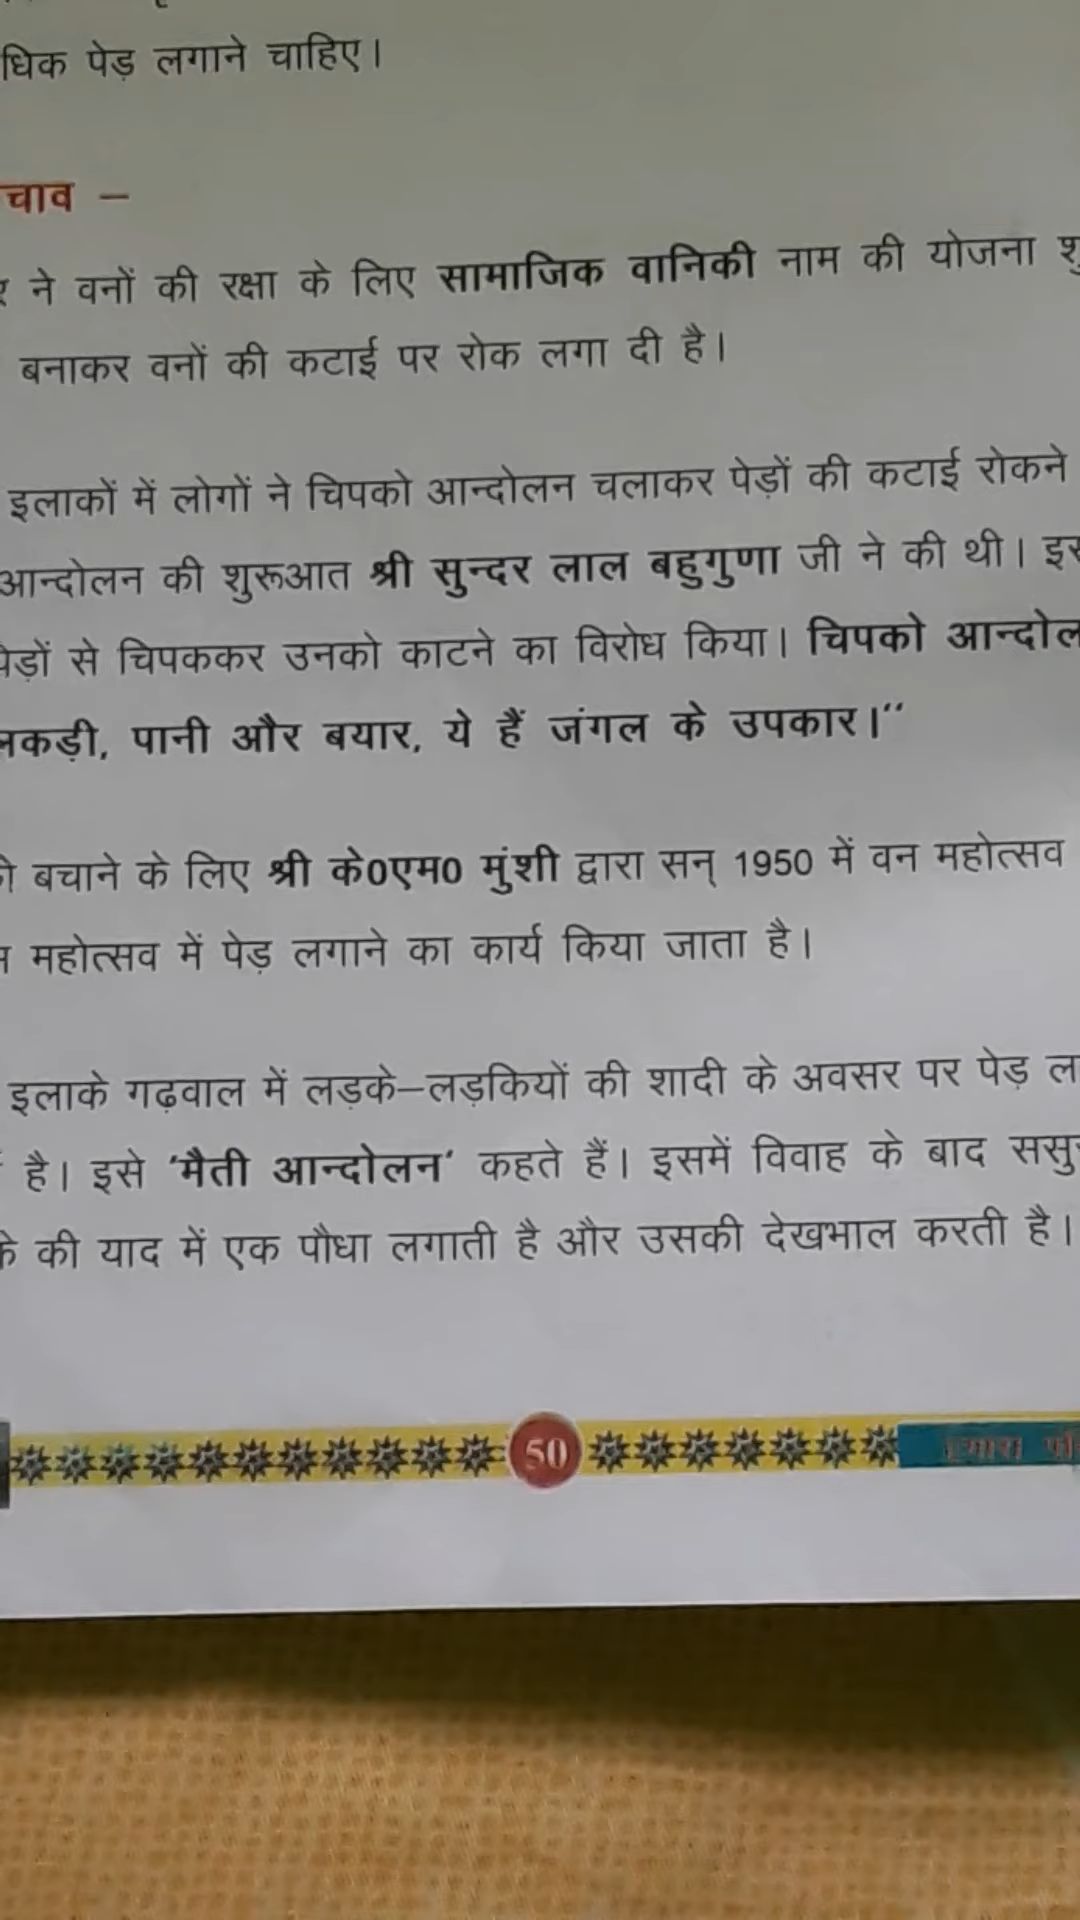 धिक पेड़ लगाने चाहिए।
चाव –
ने वनों की रक्षा के लिए सामाजिक वानिकी नाम की योजना
बनाकर वनों की कटाई पर रोक लगा दी है।
इलाकों में लोगों ने चिपको आन्दोलन चलाकर पेड़ों की कटाई रोकने
आन्दोलन की शुरूआत श्री सुन्दर लाल बहुगुणा जी ने की थी।
से चिपककर उनको काटने का विरोध किया। चिपको
पानी और बयार, ये हैं जंगल के उपकार।"
बचाने के लिए श्री के0एम0 मुंशी द्वारा सन् 1950 में वन महोत्सव
महोत्सव में पेड़ लगाने का कार्य किया जाता है।
इलाके गढ़वाल में लड़के–लड़कियों की शादी के अवसर पर पेड़
है। इसे 'मैती आन्दोलन' कहते हैं। इसमें विवाह के बाद
की याद में एक पौधा लगाती है और उसकी देखभाल करती है।
50